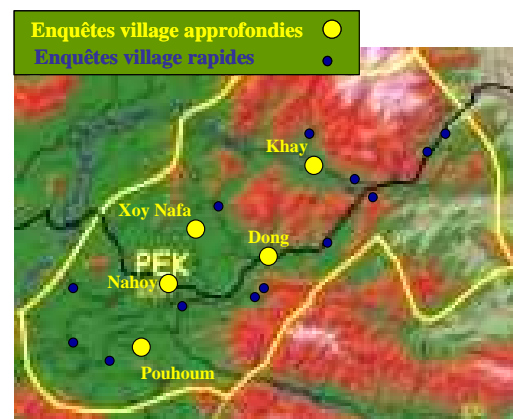 Enquêtes village approfondies
Enquêtes village rapides
Khay
Xoy Nafa
Dong
PEK
Nahoy
Pouhoum